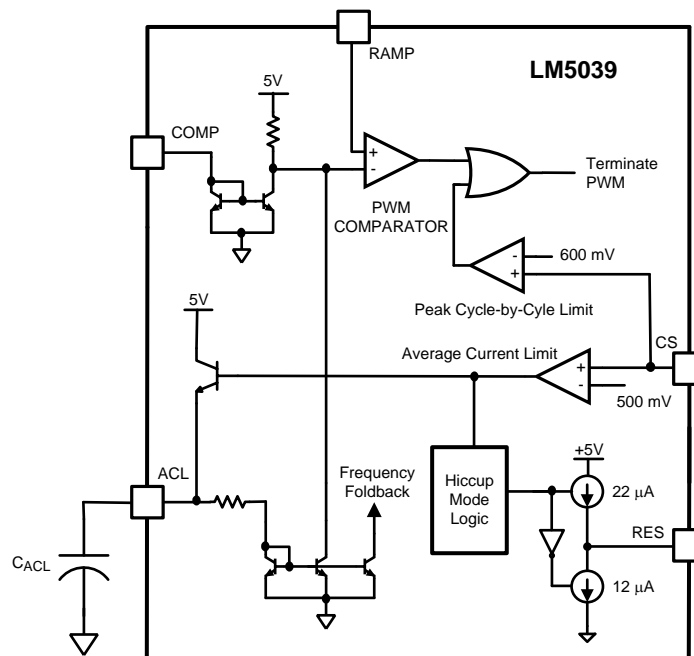 RAMP
LM5039
5V
COMP
Terminate
PWM
PWM
COMPARATOR
600 mV
Peak Cycle-by-Cyle Limit
5V
CS
Average Current Limit
500 mV
+5V
ACL
Frequency
Foldback
Hiccup
Mode
Logic
22 μA
RES
CACL
12 μA
+
-
-
+
+
-